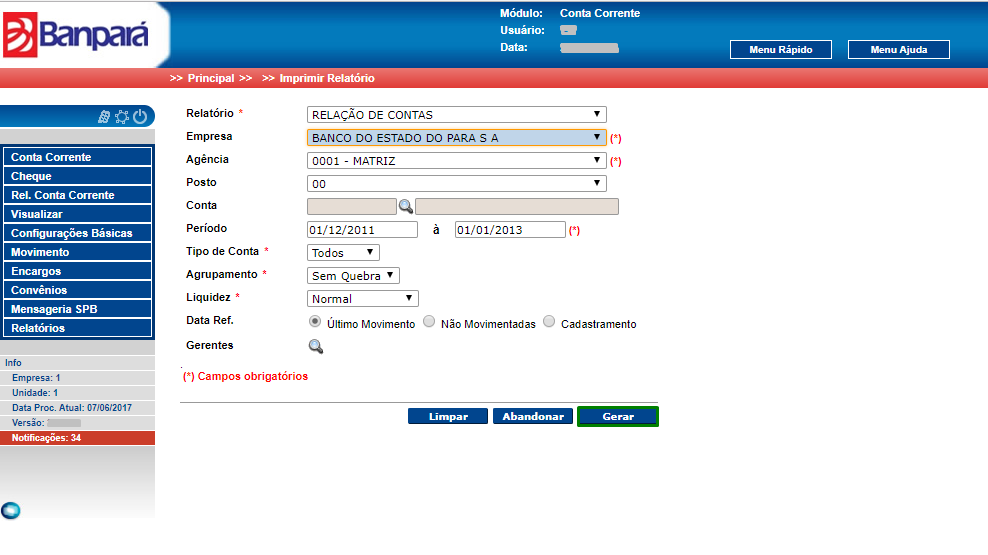 Banpará
Módulo: Conta Corrente
Usuário: -
Data:
Menu Rápido Menu Ajuda
>> Principal >> >> Imprimir Relatório
Conta Corrente
Cheque
Rel. Conta Corrente
Visualizar
Configurações Básicas
Movimento
Encargos
Convênios
Mensageria SPB
Relatórios
Info
Empresa: 1
Unidade: 1
Data Proc. Atual: 07/06/2017
Versão:
Notificações: 34
Relatório * RELAÇÃO DE CONTAS
Empresa BANCO DO ESTADO DO PARA S A (*)
Agência 0001 - MATRIZ (*)
Posto 00
Conta
Período 01/12/2011 à 01/01/2013 (*)
Tipo de Conta * Todos
Agrupamento * Sem Quebra
Liquidez * Normal
Data Ref. Último Movimento Não Movimentadas Cadastramento
Gerentes
(*) Campos obrigatórios
Limpar Abandonar Gerar